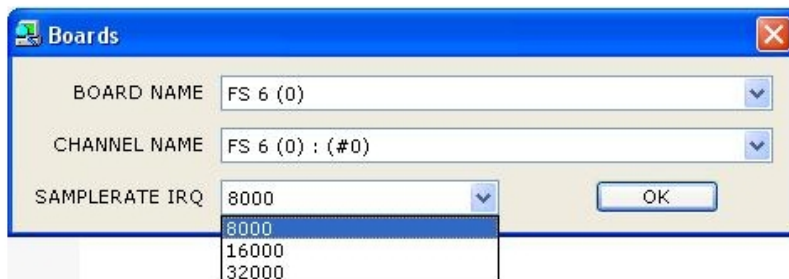 Boards
BOARD NAME FS 6 (0)
CHANNEL NAME FS 6 (0) : (#0)
SAMPLERATE IRQ 8000 OK
8000
16000
32000